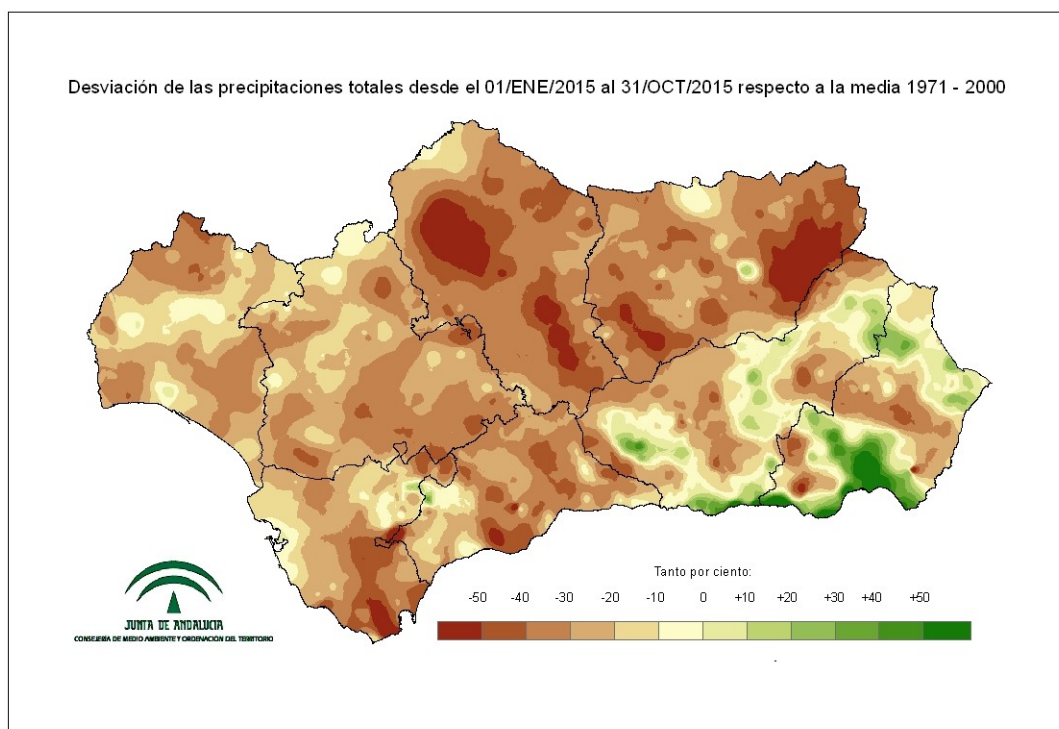 Desviación de las precipitaciones totales desde el 01/ENE/2015 al 31/OCT/2015 respecto a la media 1971 - 2000
Tanto por ciento:
-50 -40 -30 -20 -10 0 +10 +20 +30 +40 +50
JUNTA DE ANDALUCIA
CONSEJERÍA DE MEDIO AMBIENTE Y ORDENACIÓN DEL TERRITORIO